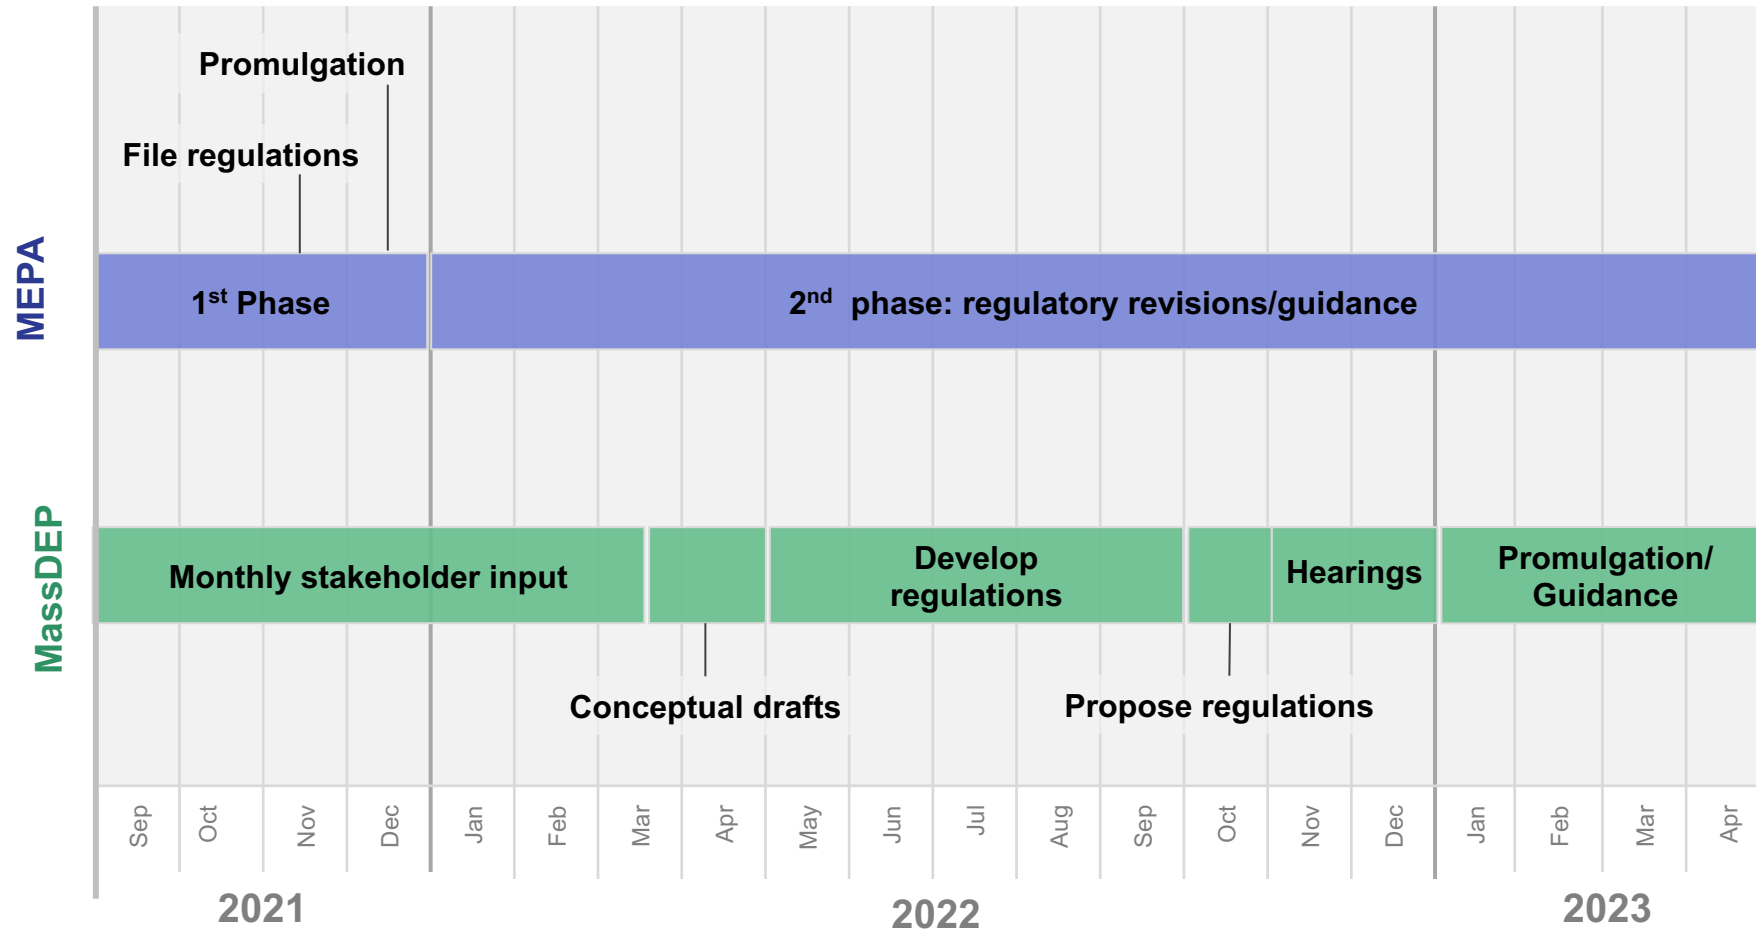 Promulgation
File regulations
MEPA
1st Phase
2nd phase: regulatory revisions/guidance
MassDEP
Monthly stakeholder input
Develop
regulations
Hearings
Promulgation/
Guidance
Conceptual drafts
Propose regulations
Sep Oct Nov Dec Jan Feb Mar Apr May Jun Jul Aug Sep Oct Nov Dec Jan Feb Mar Apr
2021 2022 2023